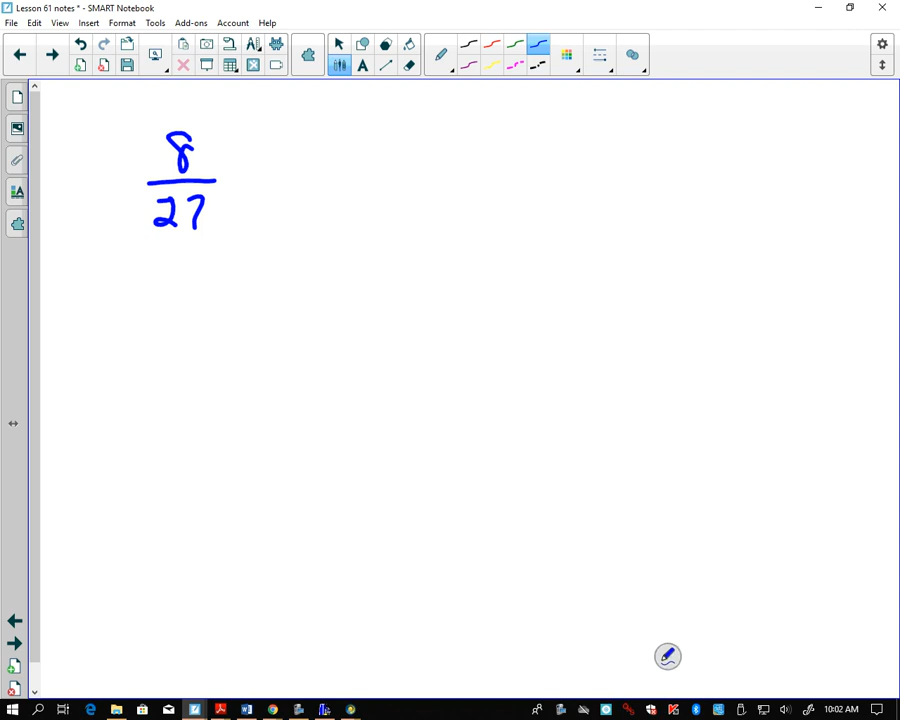 Lesson 61 notes * - SMART Notebook
File Edit View Insert Format Tools Add-ons Account Help
8
27
10:02 AM